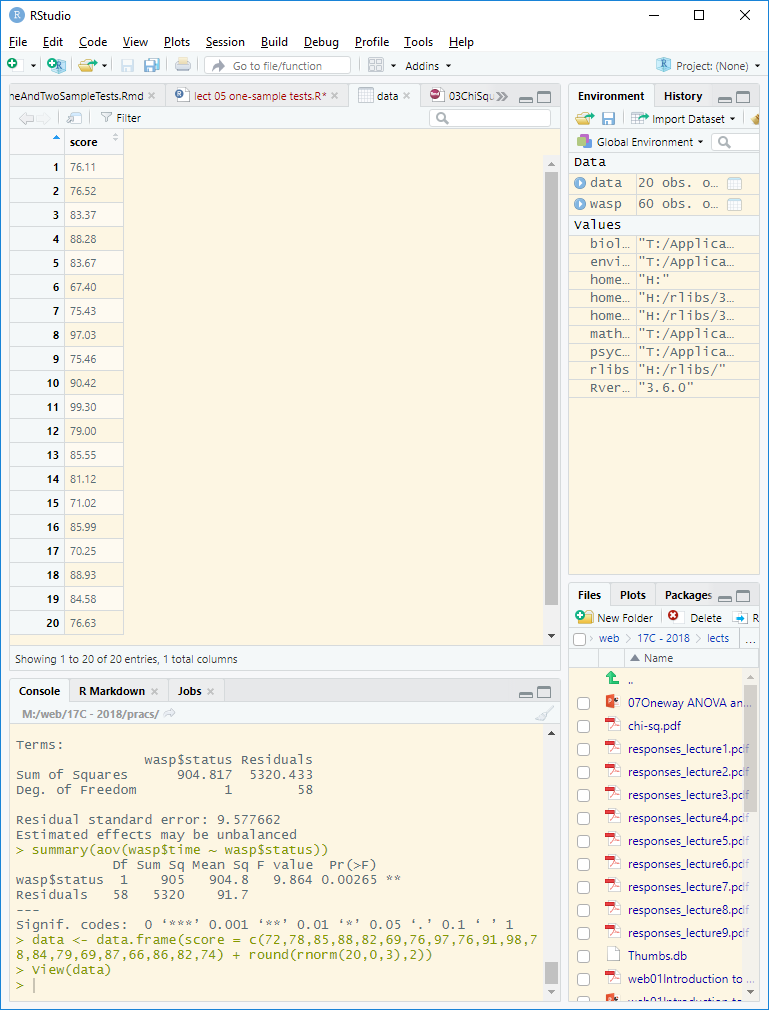 RStudio
File Edit Code View Plots Session Build Debug Profile Tools Help
Go to file/function Addins Project: (None)
neAndTwoSampleTests.Rmd lect 05 one-sample tests.R* data 03ChiSqu
Filter
score
1 76.11
2 76.52
3 83.37
4 88.28
5 83.67
6 67.40
7 75.43
8 97.03
9 75.46
10 90.42
11 99.30
12 79.00
13 85.55
14 81.12
15 71.02
16 85.99
17 70.25
18 88.93
19 84.58
20 76.63
Showing 1 to 20 of 20 entries, 1 total columns
Console R Markdown Jobs
M:/web/17C - 2018/pracs/
Terms:
wasp$status Residuals
Sum of Squares 904.817 5320.433
Deg. of Freedom 1 58
Residual standard error: 9.577662
Estimated effects may be unbalanced
> summary(aov(wasp$time ~ wasp$status))
Df Sum Sq Mean Sq F value Pr(>F)
wasp$status 1 905 904.8 9.864 0.00265 **
Residuals 58 5320 91.7
---
Signif. codes: 0 ‘***’ 0.001 ‘**’ 0.01 ‘*’ 0.05 ‘.’ 0.1 ‘ ’ 1
> data <- data.frame(score = c(72,78,85,88,82,69,76,97,76,91,98,7
8,84,79,69,87,66,86,82,74) + round(rnorm(20,0,3),2))
> View(data)
>
Environment History
Import Dataset
Global Environment
Data
data 20 obs. o…
wasp 60 obs. o…
Values
biol… "T:/Applica…
envi… "T:/Applica…
home… "H:"
home… "H:/rlibs/3…
home… "H:/rlibs/3…
math… "T:/Applica…
psyc… "T:/Applica…
rlibs "H:/rlibs/"
Rver… "3.6.0"
Files Plots Packages
New Folder Delete R
web 17C - 2018 lects ...
Name
..
07Oneway ANOVA an...
chi-sq.pdf
responses_lecture1.pdf
responses_lecture2.pdf
responses_lecture3.pdf
responses_lecture4.pdf
responses_lecture5.pdf
responses_lecture6.pdf
responses_lecture7.pdf
responses_lecture8.pdf
responses_lecture9.pdf
Thumbs.db
web01Introduction to ...
web01Introduction to